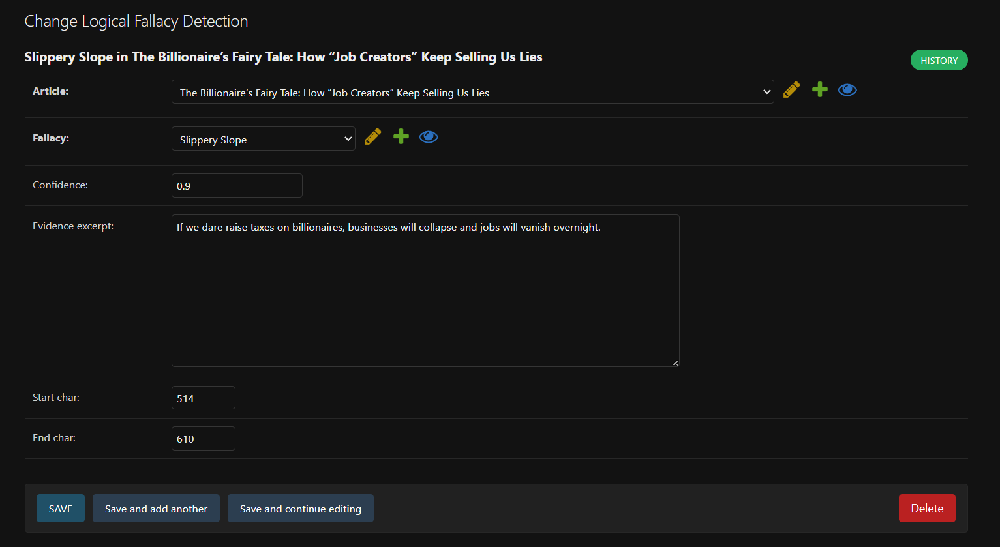 Change Logical Fallacy Detection
Slippery Slope in The Billionaire’s Fairy Tale: How “Job Creators” Keep Selling Us Lies
HISTORY
Article:
The Billionaire’s Fairy Tale: How “Job Creators” Keep Selling Us Lies
Fallacy:
Slippery Slope
Confidence:
0.9
Evidence excerpt:
If we dare raise taxes on billionaires, businesses will collapse and jobs will vanish overnight.
Start char:
514
End char:
610
SAVE
Save and add another
Save and continue editing
Delete